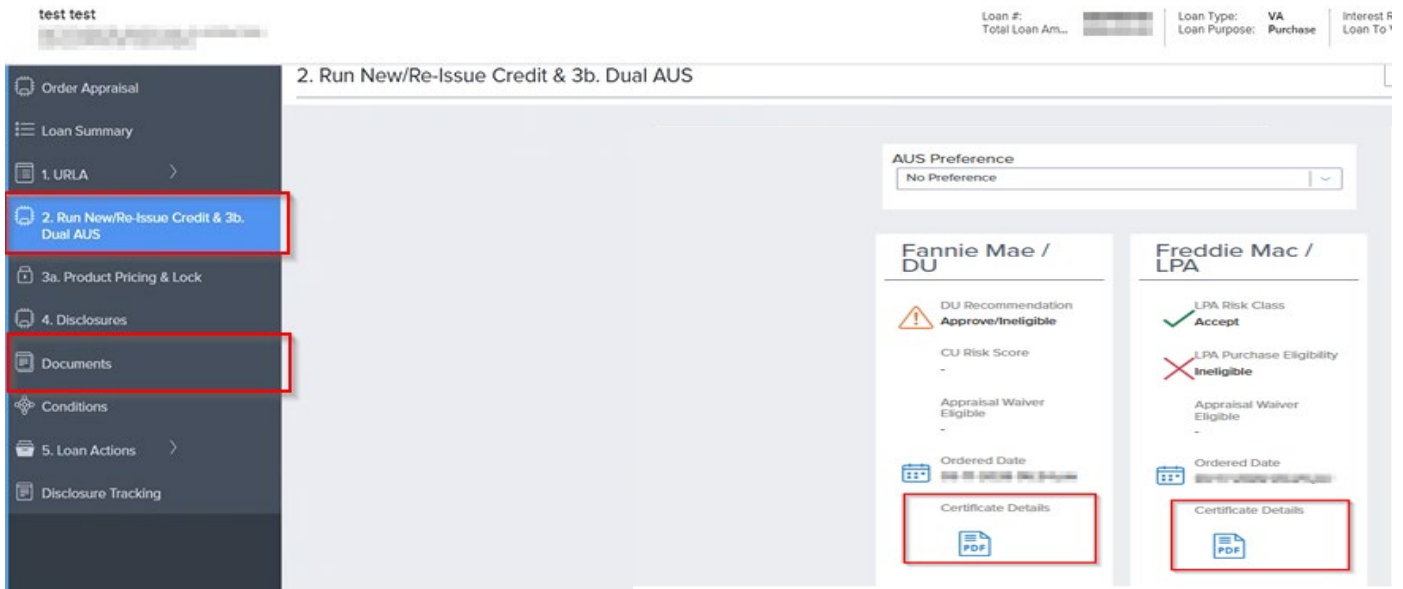 test test
Loan #:
Total Loan Am...
Loan Type: VA
Loan Purpose: Purchase
Interest R
Loan To V
Order Appraisal
Loan Summary
1. URLA
2. Run New/Re-Issue Credit & 3b.
Dual AUS
3a. Product Pricing & Lock
4. Disclosures
Documents
Conditions
5. Loan Actions
Disclosure Tracking
2. Run New/Re-Issue Credit & 3b. Dual AUS
AUS Preference
No Preference
Fannie Mae /
DU
DU Recommendation
Approve/Ineligible
CU Risk Score
-
Appraisal Waiver
Eligible
-
Ordered Date
Certificate Details
PDF
Freddie Mac /
LPA
LPA Risk Class
Accept
LPA Purchase Eligibility
Ineligible
Appraisal Waiver
Eligible
-
Ordered Date
Certificate Details
PDF